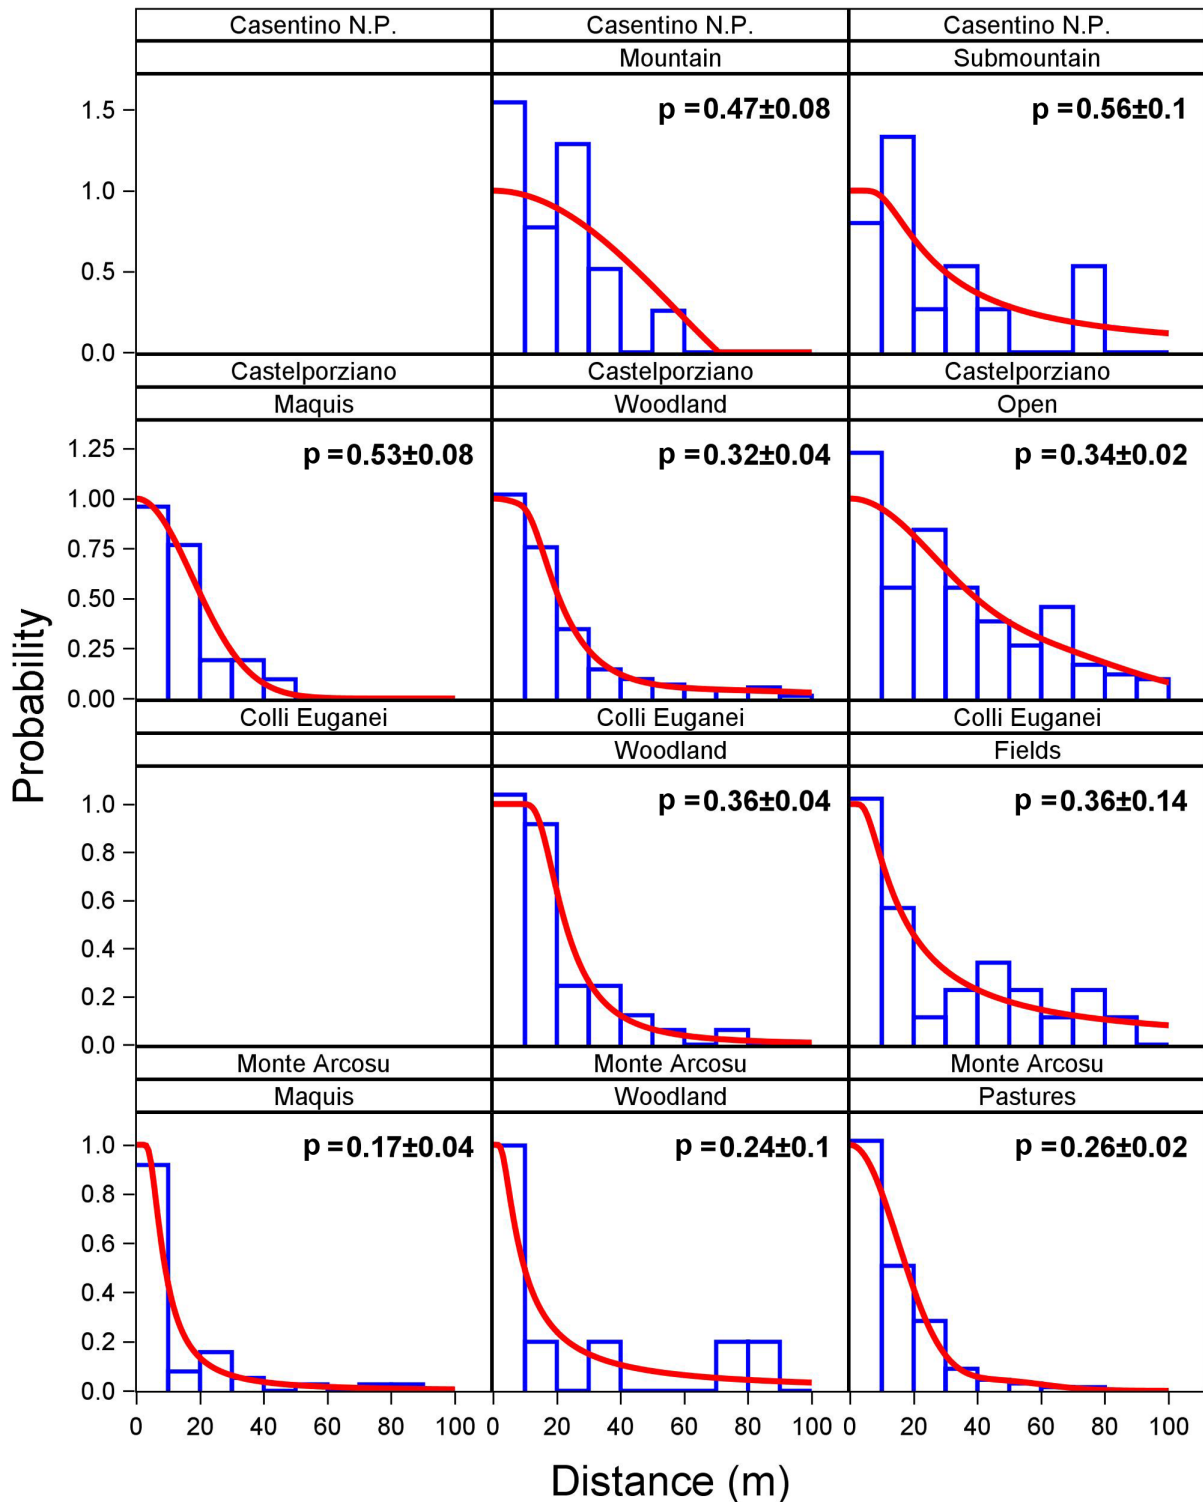 Casentino N.P. Casentino N.P. Casentino N.P.
Mountain Submountain
1.5 p =0.47±0.08 p =0.56±0.1
1.0
0.5
0.0
Castelporziano Castelporziano Castelporziano
Maquis Woodland Open
1.25 p =0.53±0.08 p =0.32±0.04 p =0.34±0.02
1.00
0.75
0.50
0.25
0.00
Colli Euganei Colli Euganei Colli Euganei
Woodland Fields
1.0 p =0.36±0.04 p =0.36±0.14
0.8
0.6
0.4
0.2
0.0
Monte Arcosu Monte Arcosu Monte Arcosu
Maquis Woodland Pastures
1.0 p =0.17±0.04 p =0.24±0.1 p =0.26±0.02
0.8
0.6
0.4
0.2
0.0
0 20 40 60 80 100 0 20 40 60 80 100 0 20 40 60 80 100
Distance (m)
Probability